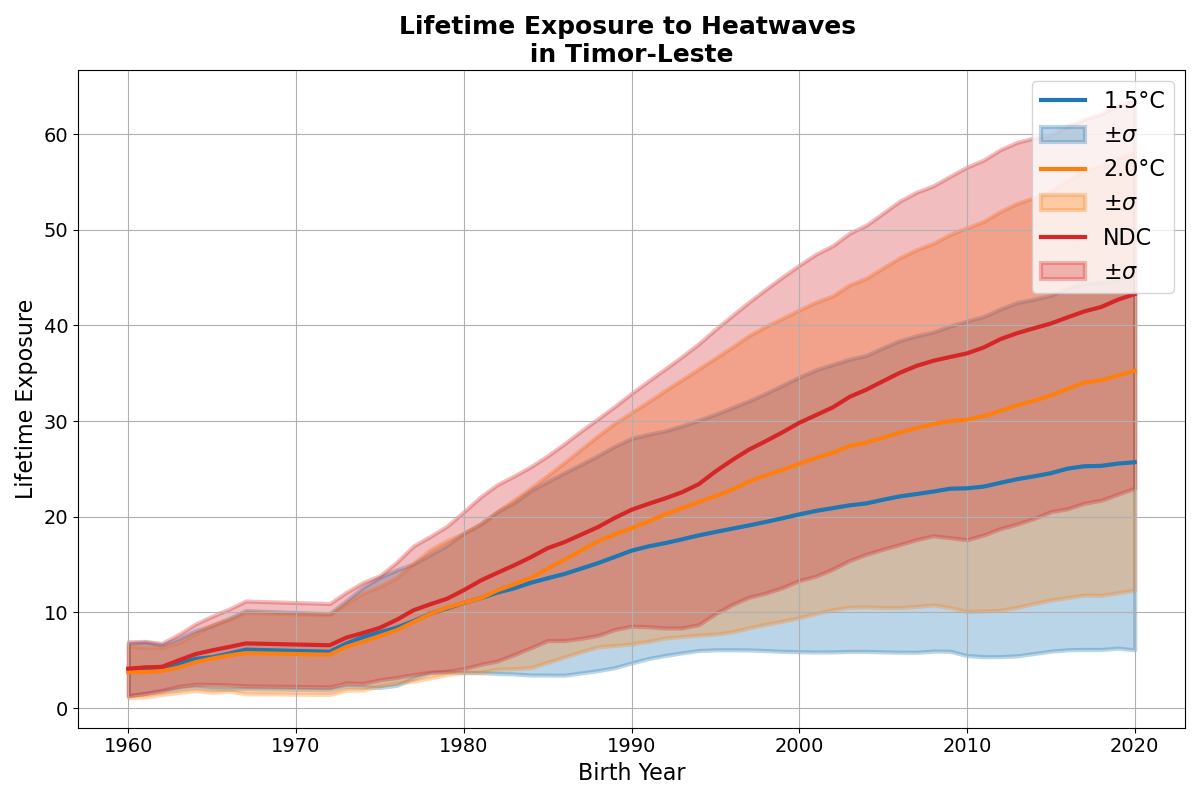 Lifetime Exposure to Heatwaves
in Timor-Leste
Lifetime Exposure
60
50
40
30
20
10
0
1960
1970
1980
1990
2000
2010
2020
Birth Year
1.5°C
±σ
2.0°C
±σ
NDC
±σ